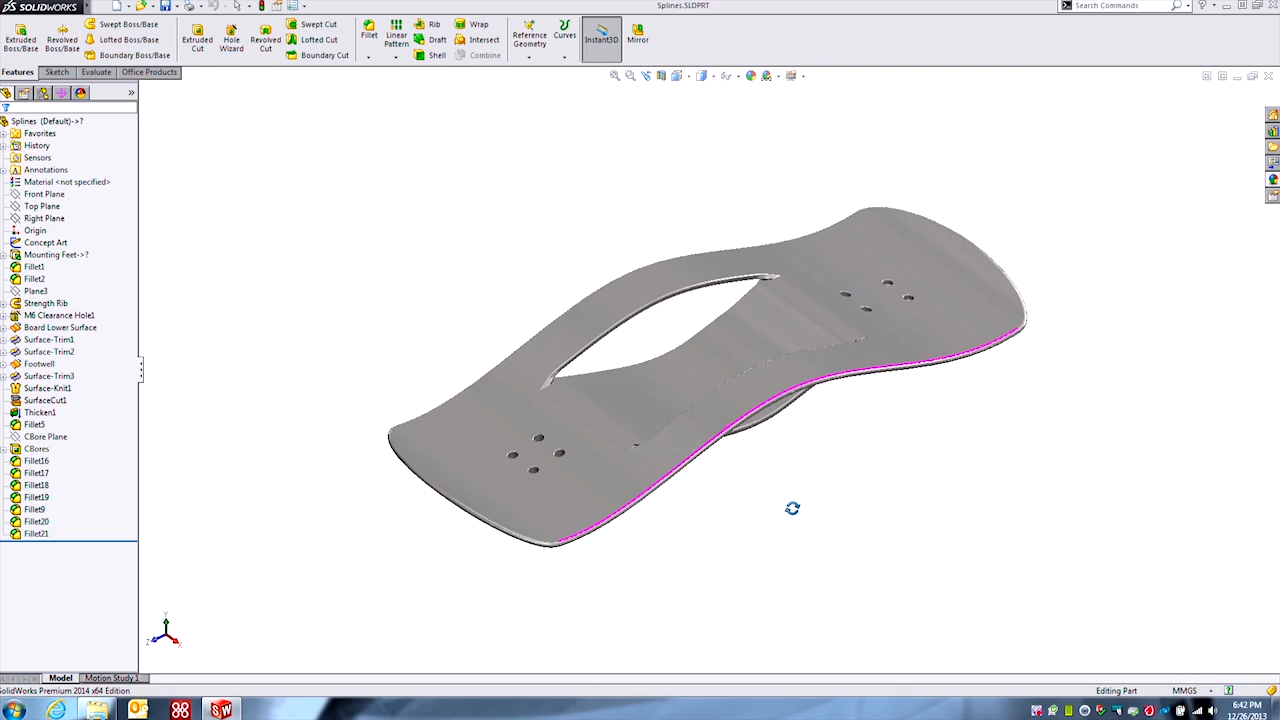 SOLIDWORKS
Splines.SLDPRT
Search Commands
Extruded Boss/Base
Revolved Boss/Base
Swept Boss/Base
Lofted Boss/Base
Boundary Boss/Base
Extruded Cut
Hole Wizard
Revolved Cut
Swept Cut
Lofted Cut
Boundary Cut
Fillet
Linear Pattern
Rib
Draft
Shell
Wrap
Intersect
Combine
Reference Geometry
Curves
Instant3D
Mirror
Features
Sketch
Evaluate
Office Products
Splines (Default)->?
Favorites
History
Sensors
Annotations
Material <not specified>
Front Plane
Top Plane
Right Plane
Origin
Concept Art
Mounting Feet->?
Fillet1
Fillet2
Plane3
Strength Rib
M6 Clearance Hole1
Board Lower Surface
Surface-Trim1
Surface-Trim2
Footwell
Surface-Trim3
Surface-Knit1
SurfaceCut1
Thicken1
Fillet5
CBore Plane
CBores
Fillet16
Fillet17
Fillet18
Fillet19
Fillet9
Fillet20
Fillet21
Y
Z
X
Model
Motion Study 1
SolidWorks Premium 2014 x64 Edition
Editing Part
MMGS
6:42 PM
12/26/2013